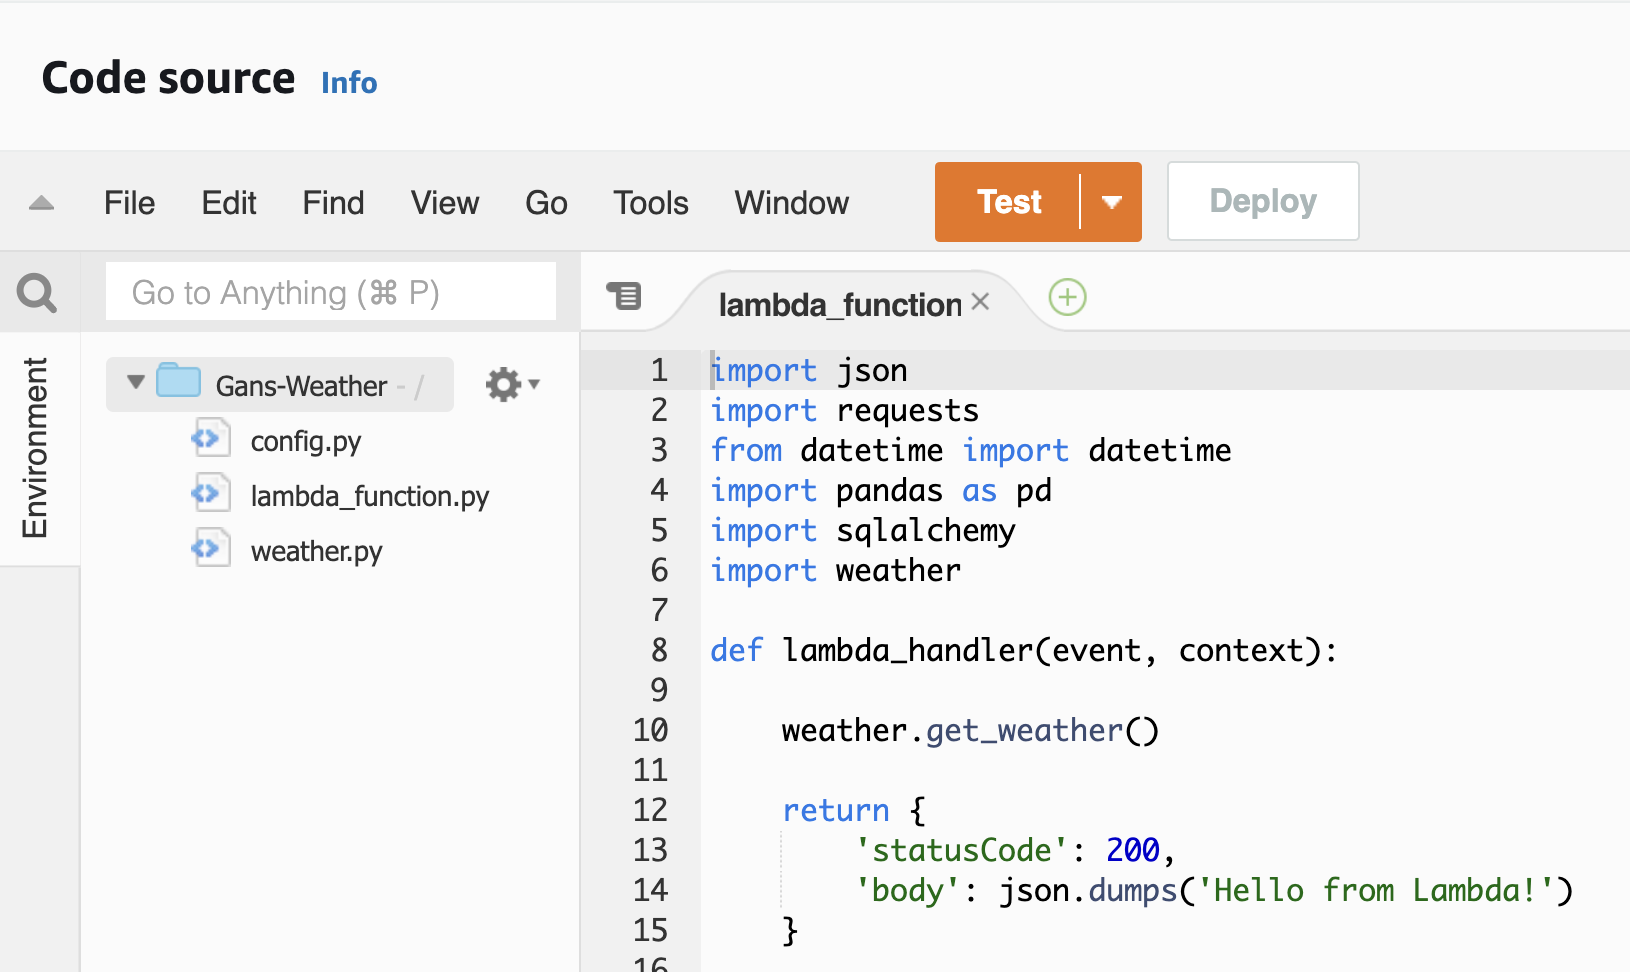 Code source Info
File Edit Find View Go Tools Window Test Deploy
Go to Anything (⌘ P)
lambda_function
Environment
Gans-Weather - /
config.py
lambda_function.py
weather.py
1 import json
2 import requests
3 from datetime import datetime
4 import pandas as pd
5 import sqlalchemy
6 import weather
7
8 def lambda_handler(event, context):
9
10     weather.get_weather()
11
12     return {
13         'statusCode': 200,
14         'body': json.dumps('Hello from Lambda!')
15     }
16